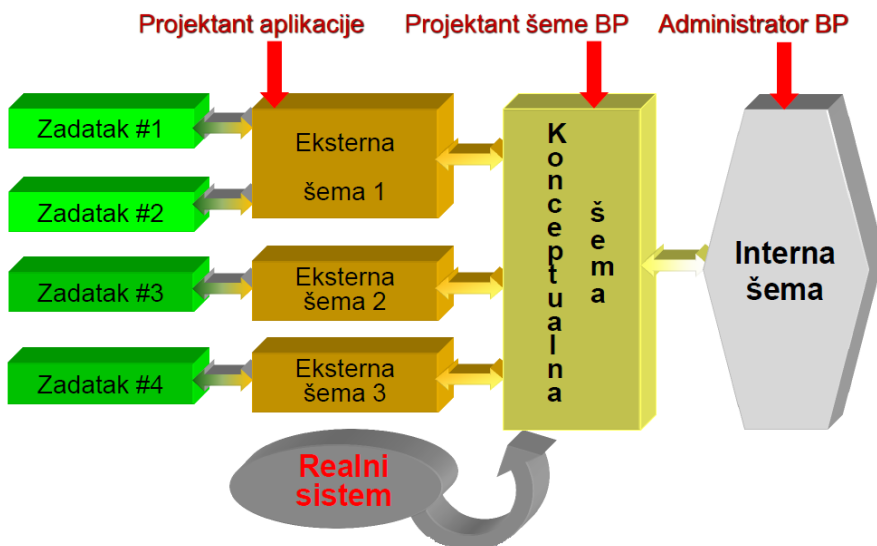 Projektant aplikacije
Projektant šeme BP
Administrator BP
Zadatak #1
Zadatak #2
Zadatak #3
Zadatak #4
Eksterna
šema 1
Eksterna
šema 2
Eksterna
šema 3
Konceptualna
šema
Interna
šema
Realni
sistem